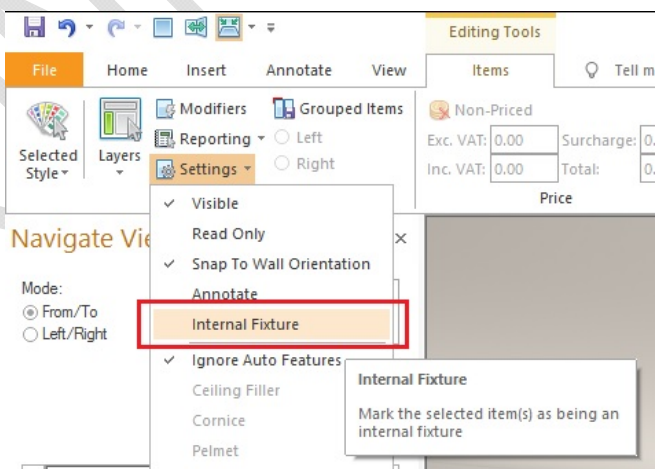 Editing Tools
File Home Insert Annotate View Items Tell m
Modifiers Grouped Items Non-Priced
Reporting Left Exc. VAT: 0.00 Surcharge: 0.
Selected Style Layers Settings Right Inc. VAT: 0.00 Total: 0.
Price
Visible
Navigate Vi
Read Only
Snap To Wall Orientation
Mode:
Annotate
From/To
Internal Fixture
Left/Right
Ignore Auto Features
Internal Fixture
Ceiling Filler
Mark the selected item(s) as being an
Cornice
internal fixture
Pelmet